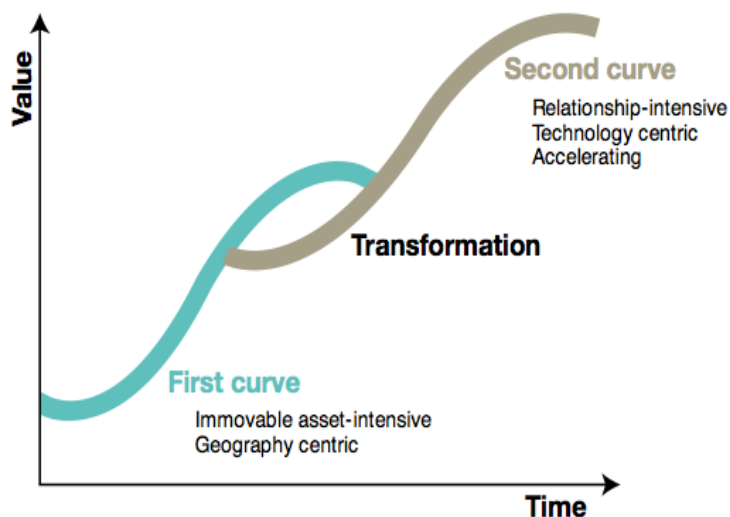 Value
Second curve
Relationship-intensive
Technology centric
Accelerating
Transformation
First curve
Immovable asset-intensive
Geography centric
Time